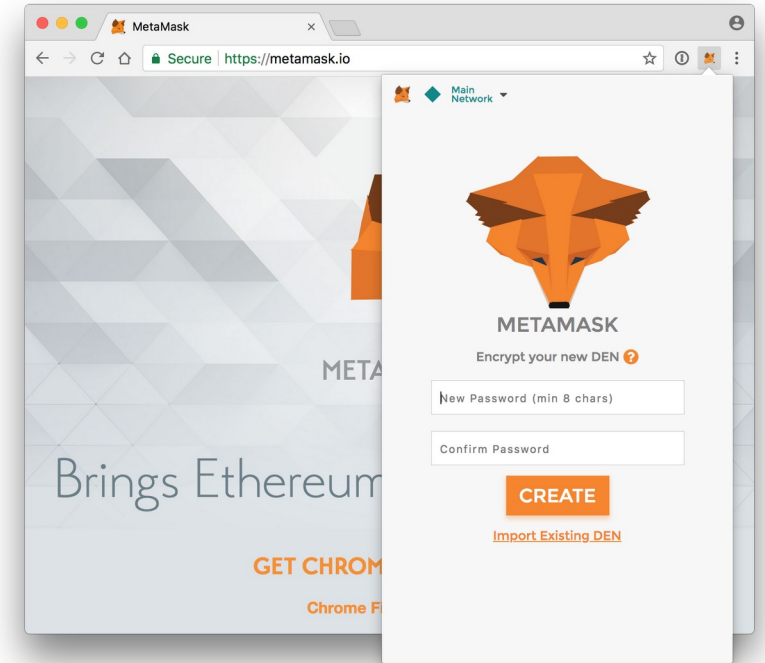 MetaMask
Secure https://metamask.io
Main
Network
METAMASK
Encrypt your new DEN ?
New Password (min 8 chars)
Confirm Password
CREATE
Import Existing DEN
META
Brings Ethereum
GET CHROM
Chrome F